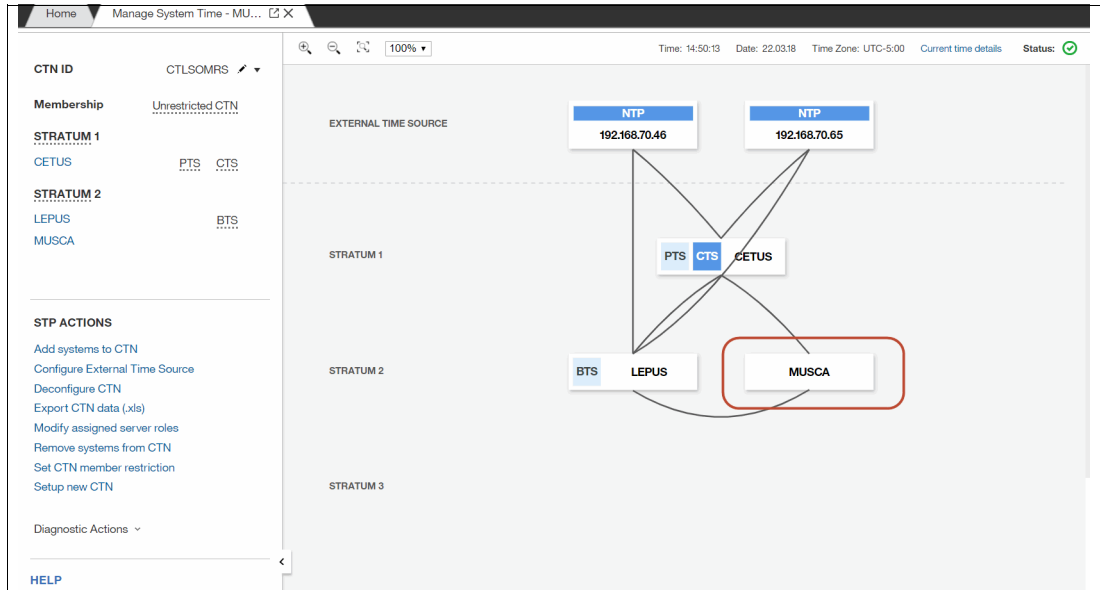 Home
Manage System Time - MU...
100%
Time: 14:50:13 Date: 22.03.18 Time Zone: UTC-5:00 Current time details Status:
CTN ID CTLSOMRS
Membership Unrestricted CTN
STRATUM 1
CETUS PTS CTS
STRATUM 2
LEPUS BTS
MUSCA
STP ACTIONS
Add systems to CTN
Configure External Time Source
Deconfigure CTN
Export CTN data (.xls)
Modify assigned server roles
Remove systems from CTN
Set CTN member restriction
Setup new CTN
Diagnostic Actions
HELP
EXTERNAL TIME SOURCE
NTP
192.168.70.46
NTP
192.168.70.65
STRATUM 1
PTS CTS CETUS
STRATUM 2
BTS LEPUS
MUSCA
STRATUM 3